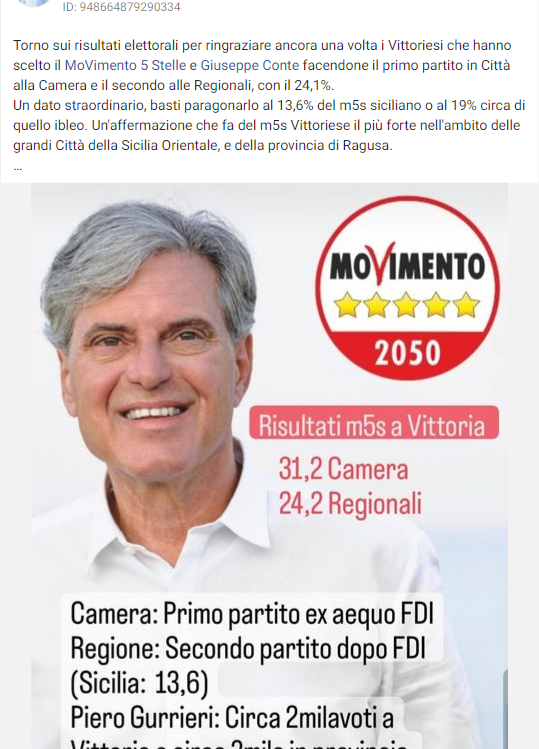 ID: 948664879290334
Torno sui risultati elettorali per ringraziare ancora una volta i Vittoriesi che hanno
scelto il MoVimento 5 Stelle e Giuseppe Conte facendone il primo partito in Città
alla Camera e il secondo alle Regionali, con il 24,1%.
Un dato straordinario, basti paragonarlo al 13,6% del m5s siciliano o al 19% circa di
quello ibleo. Un'affermazione che fa del m5s Vittoriese il più forte nell'ambito delle
grandi Città della Sicilia Orientale, e della provincia di Ragusa.
...
MOVIMENTO
2050
Risultati m5s a Vittoria
31,2 Camera
24,2 Regionali
Camera: Primo partito ex aequo FDI
Regione: Secondo partito dopo FDI
(Sicilia: 13,6)
Piero Gurrieri: Circa 2milavoti a
Vittoria e circa 3mila in provincia